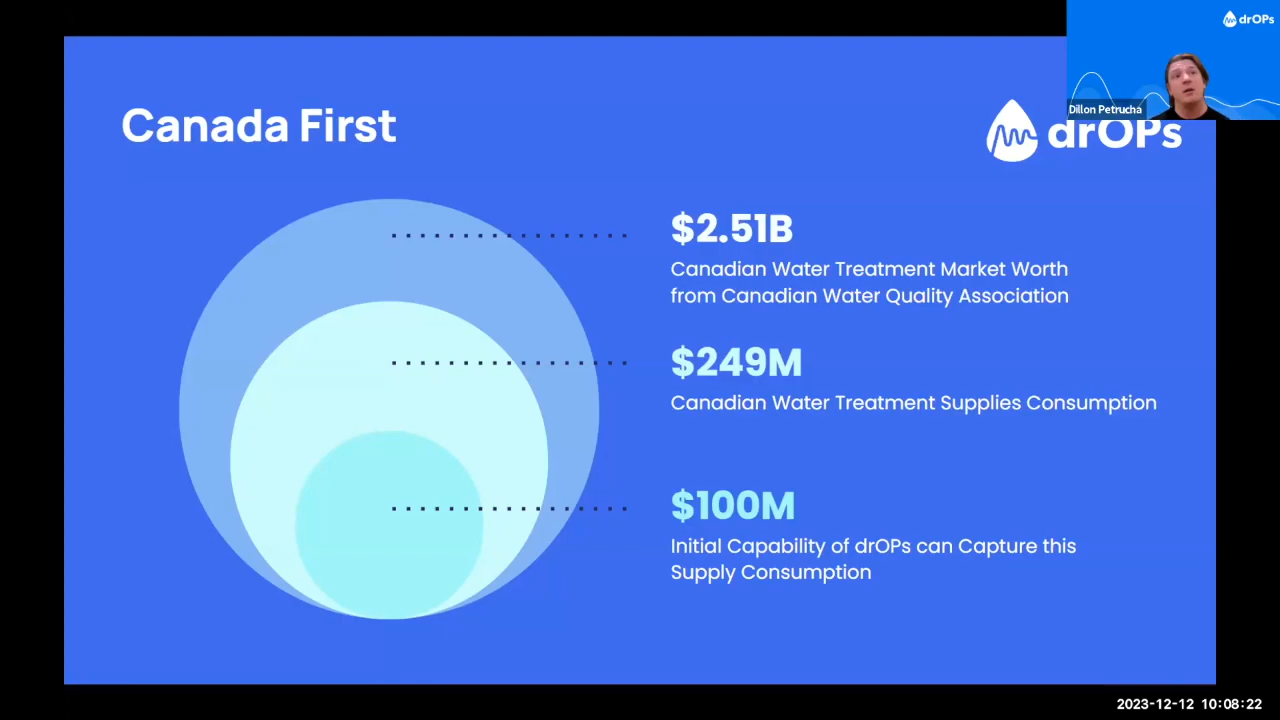 drOPs
Dillon Petrucha
Canada First
drOPs
$2.51B
Canadian Water Treatment Market Worth
from Canadian Water Quality Association
$249M
Canadian Water Treatment Supplies Consumption
$100M
Initial Capability of drOPs can Capture this
Supply Consumption
2023-12-12 10:08:22